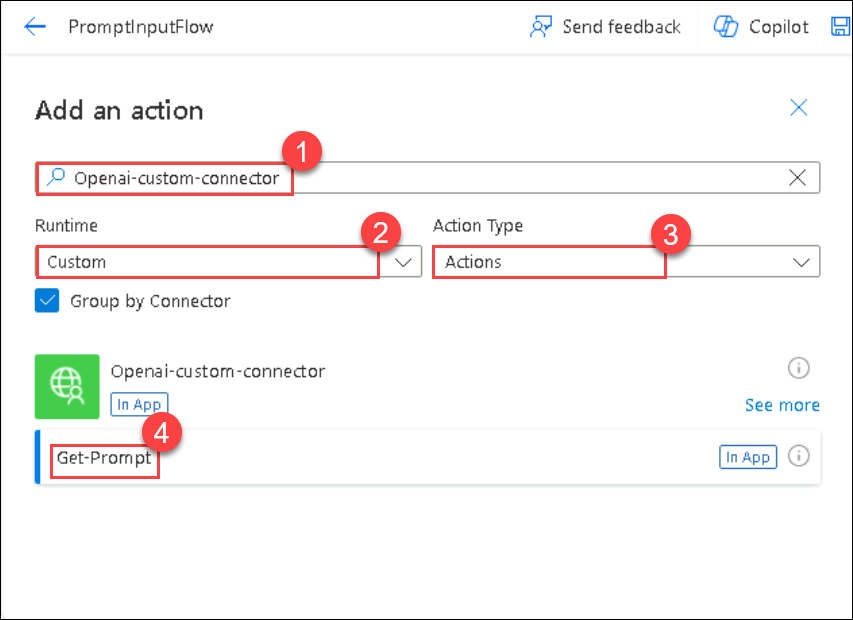 PromptInputFlow
Send feedback
Copilot
Add an action
1
Openai-custom-connector
Runtime
2
Action Type
3
Custom
Actions
Group by Connector
Openai-custom-connector
In App
See more
4
Get-Prompt
In App